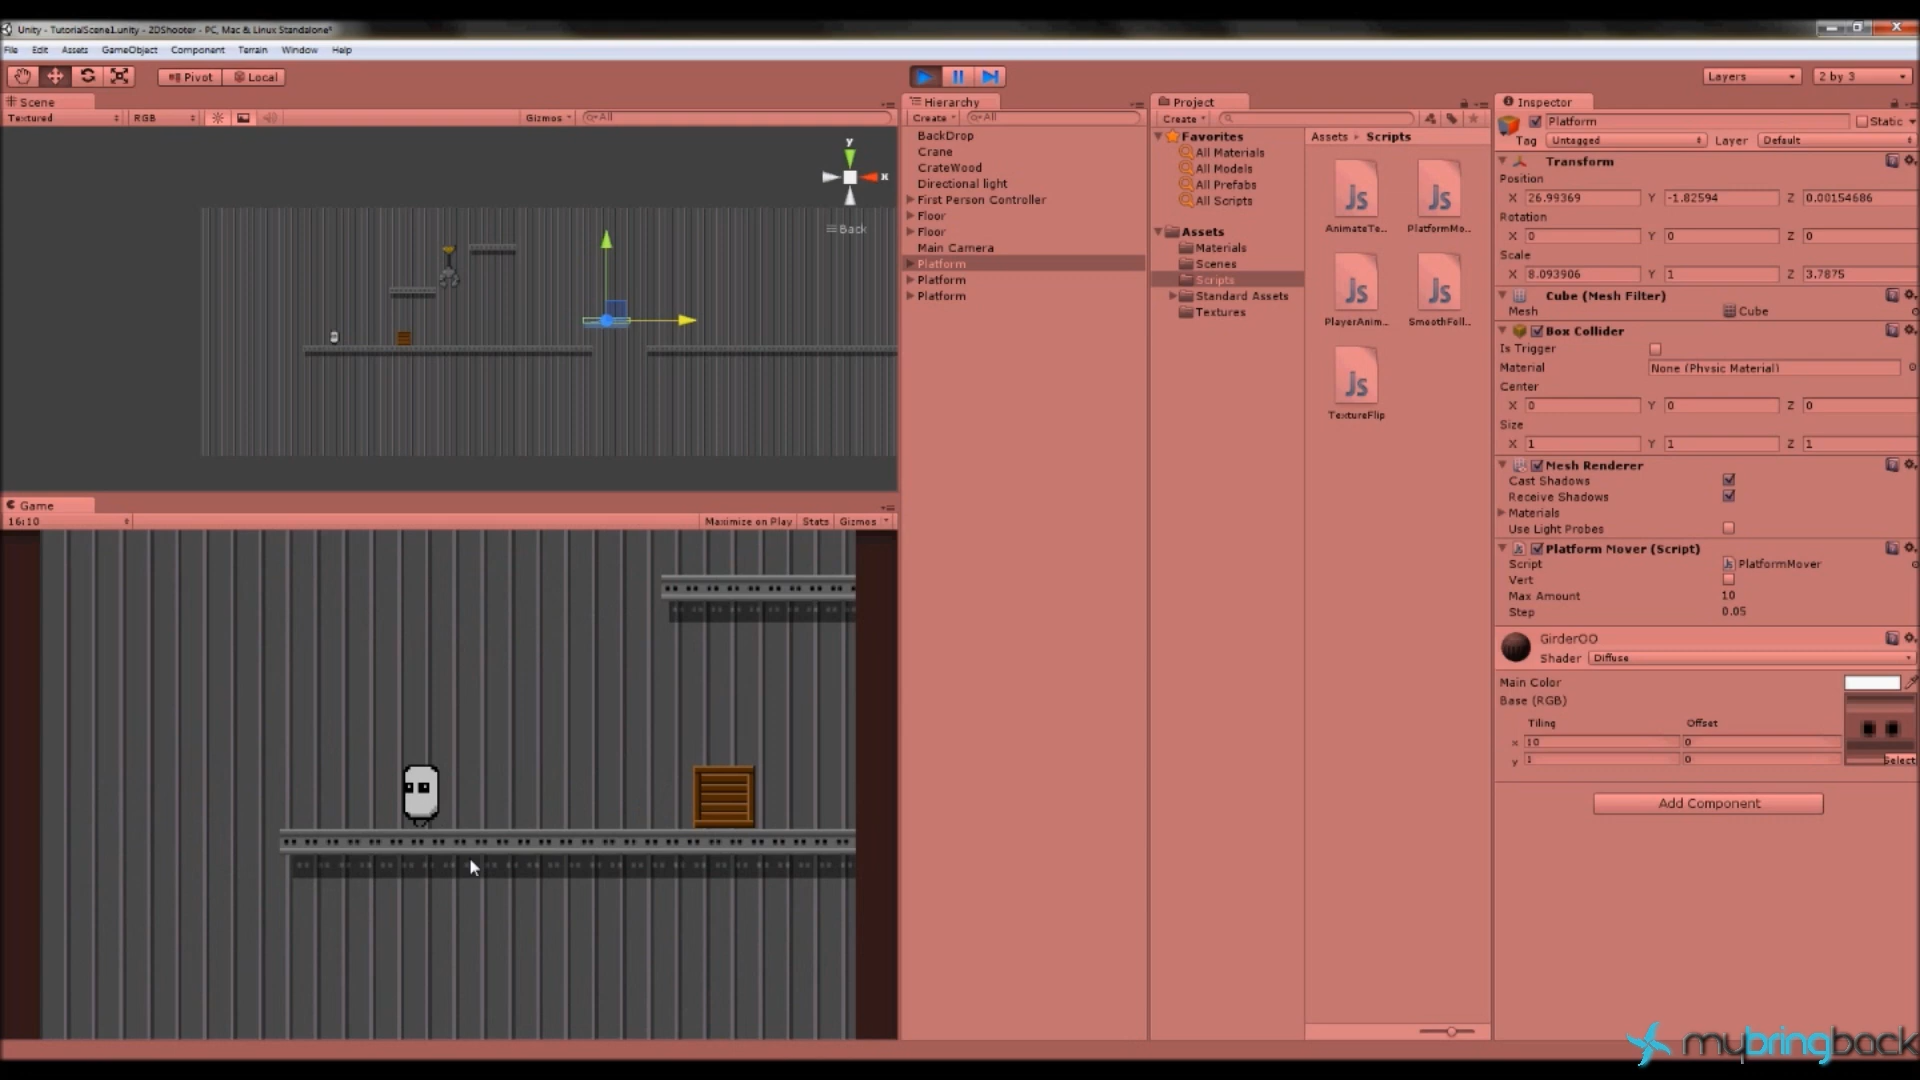 Unity - TutorialScene1.unity - 2DShooter - PC, Mac & Linux Standalone*
File Edit Assets GameObject Component Terrain Window Help
Pivot Local
Layers 2 by 3
Scene
Textured RGB Gizmos All
y
x
Back
Game
16:10 Maximize on Play Stats Gizmos
Hierarchy
Create All
BackDrop
Crane
CrateWood
Directional light
First Person Controller
Floor
Floor
Main Camera
Platform
Platform
Platform
Project
Create
Favorites
All Materials
All Models
All Prefabs
All Scripts
Assets
Materials
Scenes
Scripts
Standard Assets
Textures
Assets Scripts
Js Js
AnimateTe... PlatformMo...
Js Js
PlayerAnim... SmoothFoll...
Js
TextureFlip
Inspector
Platform Static
Tag Untagged Layer Default
Transform
Position
X 26.99369 Y -1.82594 Z 0.00154686
Rotation
X 0 Y 0 Z 0
Scale
X 8.093906 Y 1 Z 3.7875
Cube (Mesh Filter)
Mesh Cube
Box Collider
Is Trigger
Material None (Physic Material)
Center
X 0 Y 0 Z 0
Size
X 1 Y 1 Z 1
Mesh Renderer
Cast Shadows
Receive Shadows
Materials
Use Light Probes
Platform Mover (Script)
Script PlatformMover
Vert
Max Amount 10
Step 0.05
GirderOO
Shader Diffuse
Main Color
Base (RGB)
Tiling Offset
x 10 0
y 1 0
Select
Add Component
mybringback